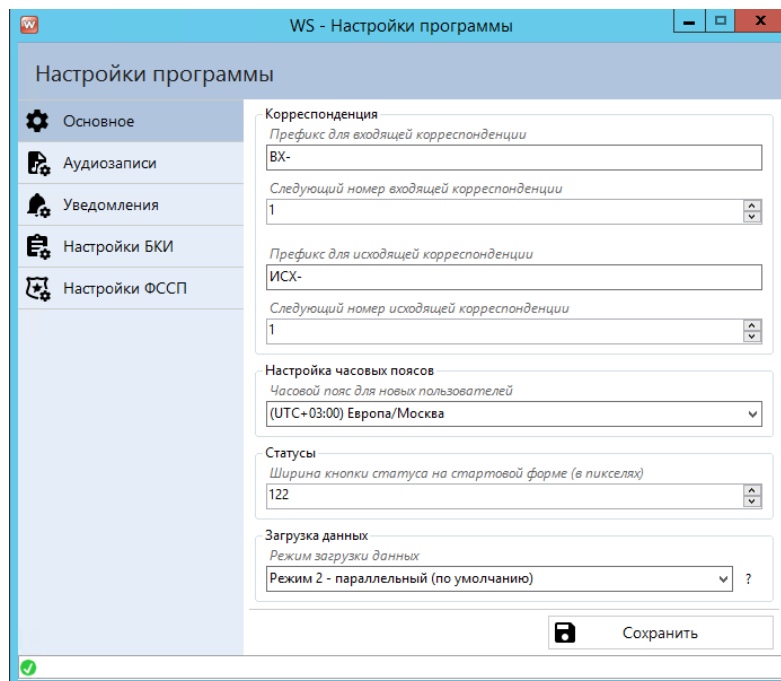 WS - Настройки программы
Настройки программы
Основное
Аудиозаписи
Уведомления
Настройки БКИ
Настройки ФССП
Корреспонденция
Префикс для входящей корреспонденции
ВХ-
Следующий номер входящей корреспонденции
1
Префикс для исходящей корреспонденции
ИСХ-
Следующий номер исходящей корреспонденции
1
Настройка часовых поясов
Часовой пояс для новых пользователей
(UTC+03:00) Европа/Москва
Статусы
Ширина кнопки статуса на стартовой форме (в пикселях)
122
Загрузка данных
Режим загрузки данных
Режим 2 - параллельный (по умолчанию) ?
Сохранить